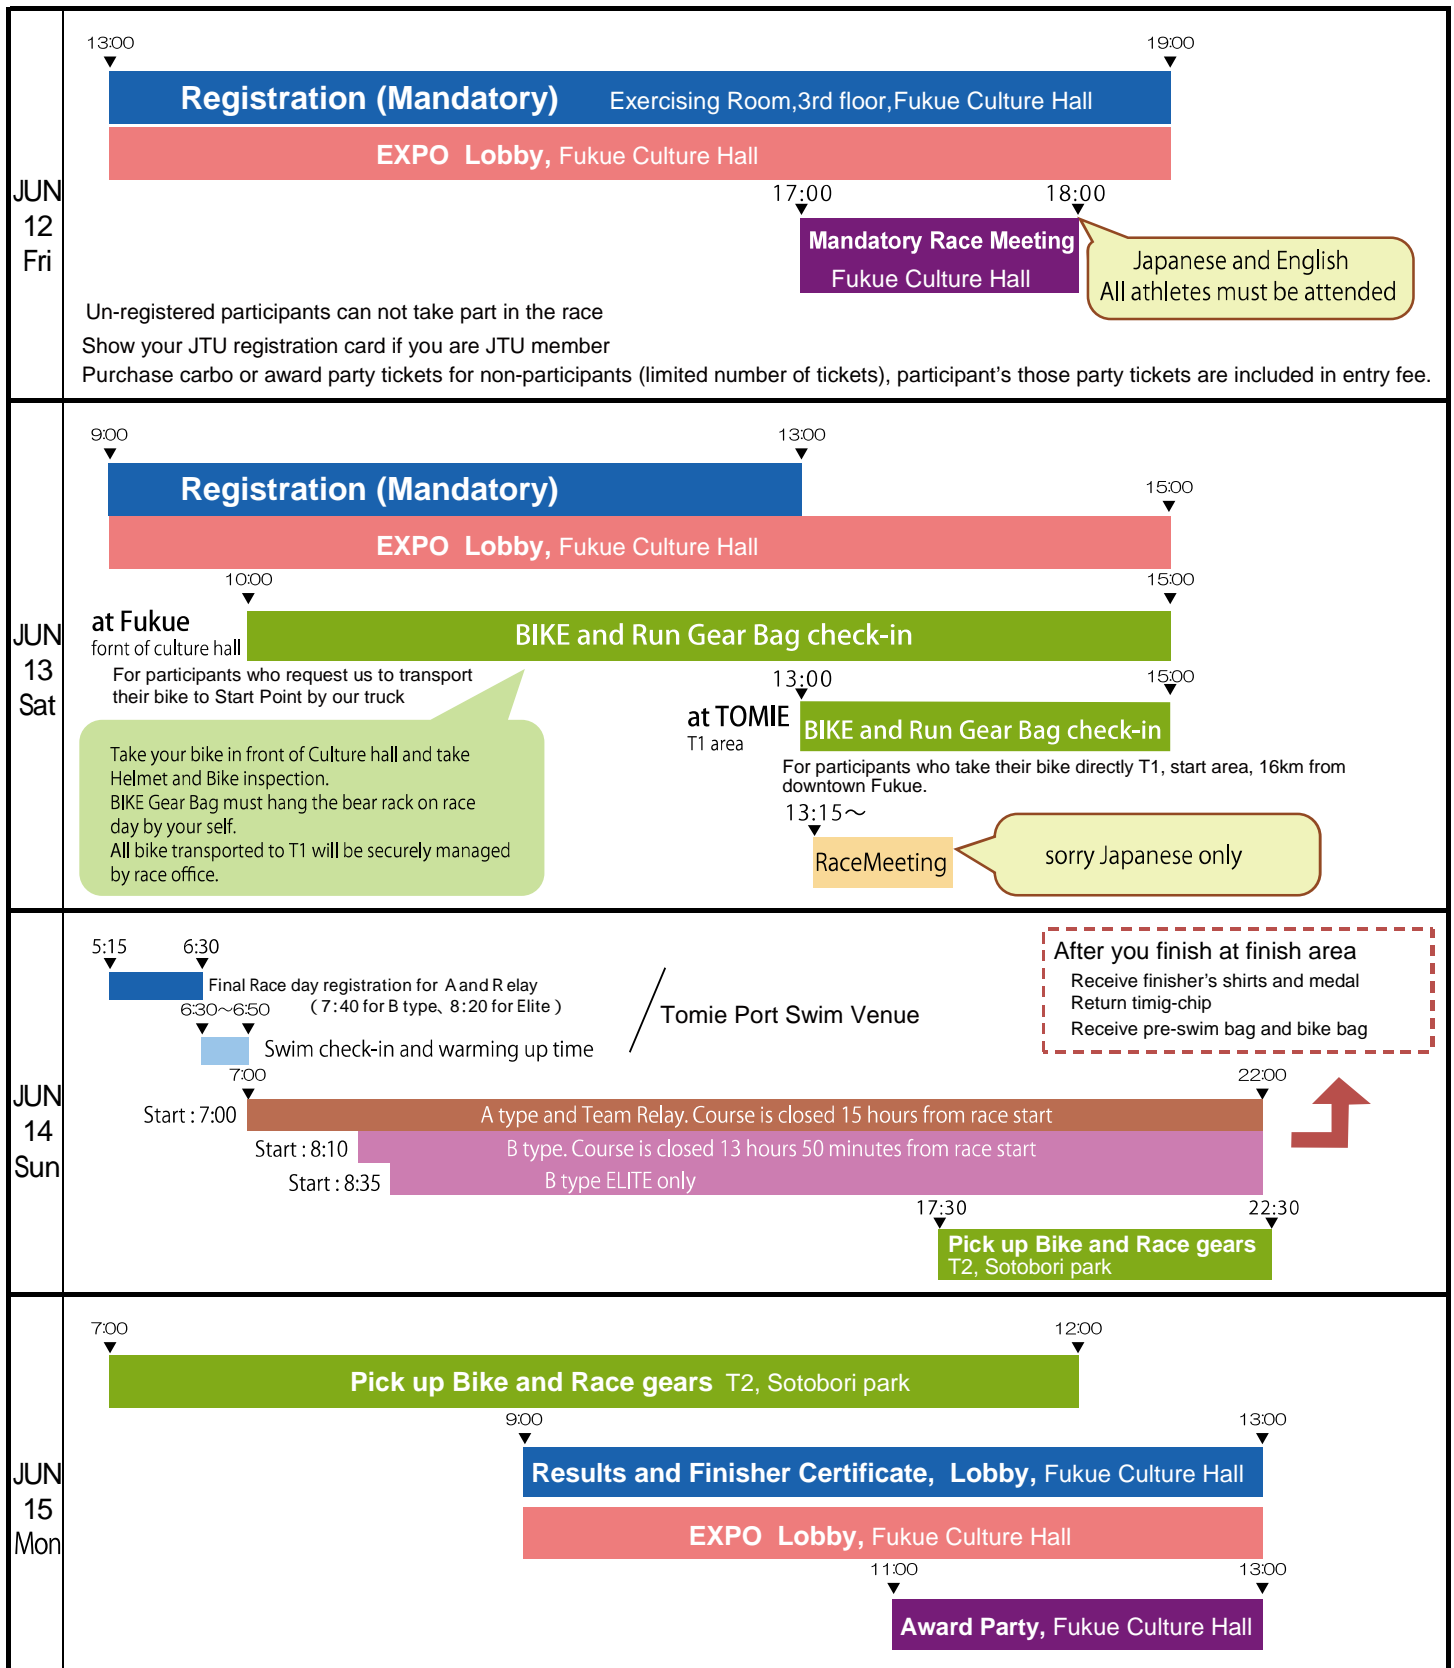 JUN
12
Fri
13:00
19:00
Registration (Mandatory) Exercising Room,3rd floor,Fukue Culture Hall
EXPO Lobby, Fukue Culture Hall
17:00
18:00
Mandatory Race Meeting
Fukue Culture Hall
Japanese and English
All athletes must be attended
Un-registered participants can not take part in the race
Show your JTU registration card if you are JTU member
Purchase carbo or award party tickets for non-participants (limited number of tickets), participant's those party tickets are included in entry fee.
JUN
13
Sat
9:00
13:00
Registration (Mandatory)
15:00
EXPO Lobby, Fukue Culture Hall
10:00
15:00
at Fukue
fornt of culture hall
BIKE and Run Gear Bag check-in
For participants who request us to transport
their bike to Start Point by our truck
Take your bike in front of Culture hall and take
Helmet and Bike inspection.
BIKE Gear Bag must hang the bear rack on race
day by your self.
All bike transported to T1 will be securely managed
by race office.
13:00
15:00
at TOMIE
T1 area
BIKE and Run Gear Bag check-in
For participants who take their bike directly T1, start area, 16km from
downtown Fukue.
13:15～
RaceMeeting
sorry Japanese only
JUN
14
Sun
5:15
6:30
Final Race day registration for A and R elay
( 7:40 for B type、 8:20 for Elite )
6:30～6:50
Swim check-in and warming up time
Tomie Port Swim Venue
After you finish at finish area
Receive finisher's shirts and medal
Return timig-chip
Receive pre-swim bag and bike bag
7:00
22:00
Start : 7:00
A type and Team Relay. Course is closed 15 hours from race start
Start : 8:10
B type. Course is closed 13 hours 50 minutes from race start
Start : 8:35
B type ELITE only
17:30
22:30
Pick up Bike and Race gears
T2, Sotobori park
JUN
15
Mon
7:00
12:00
Pick up Bike and Race gears T2, Sotobori park
9:00
13:00
Results and Finisher Certificate, Lobby, Fukue Culture Hall
EXPO Lobby, Fukue Culture Hall
11:00
13:00
Award Party, Fukue Culture Hall